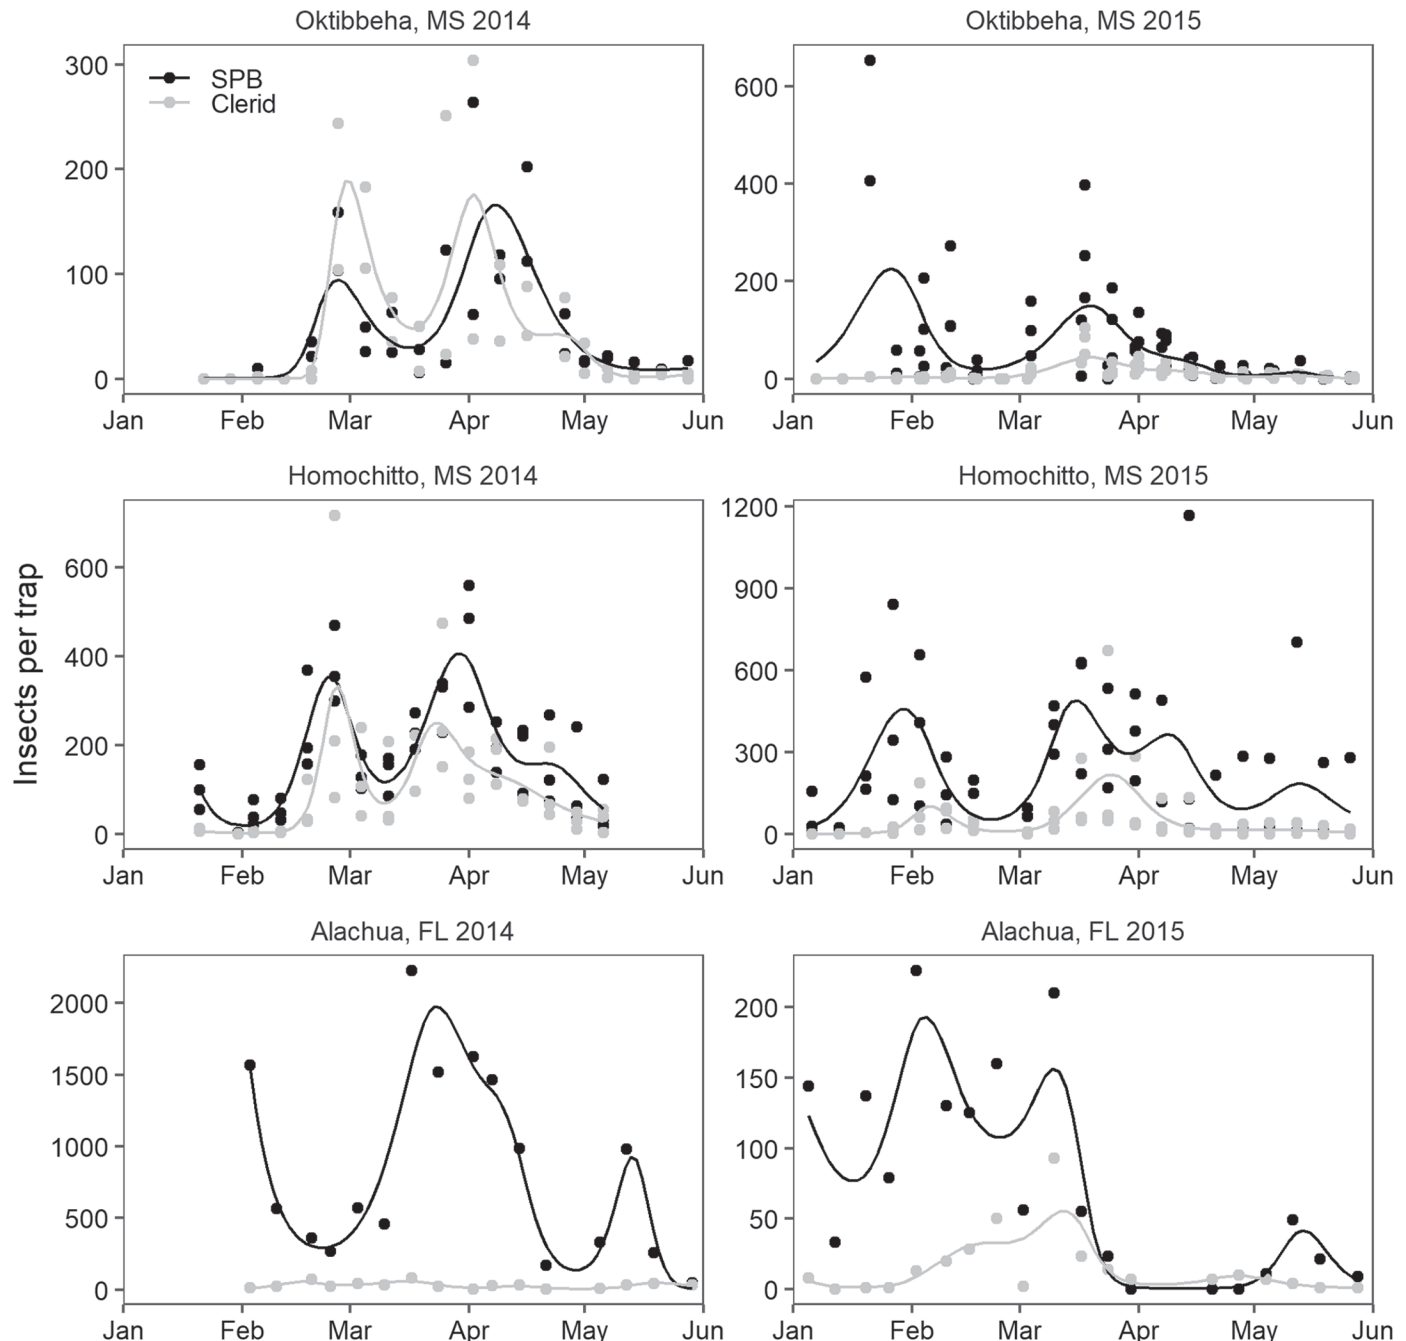 Oktibbeha, MS 2014
Oktibbeha, MS 2015
SPB
Clerid
300
200
100
0
Jan Feb Mar Apr May Jun
600
400
200
0
Jan Feb Mar Apr May Jun
Homochitto, MS 2014
Homochitto, MS 2015
Insects per trap
600
400
200
0
Jan Feb Mar Apr May Jun
1200
900
600
300
0
Jan Feb Mar Apr May Jun
Alachua, FL 2014
Alachua, FL 2015
2000
1500
1000
500
0
Jan Feb Mar Apr May Jun
200
150
100
50
0
Jan Feb Mar Apr May Jun